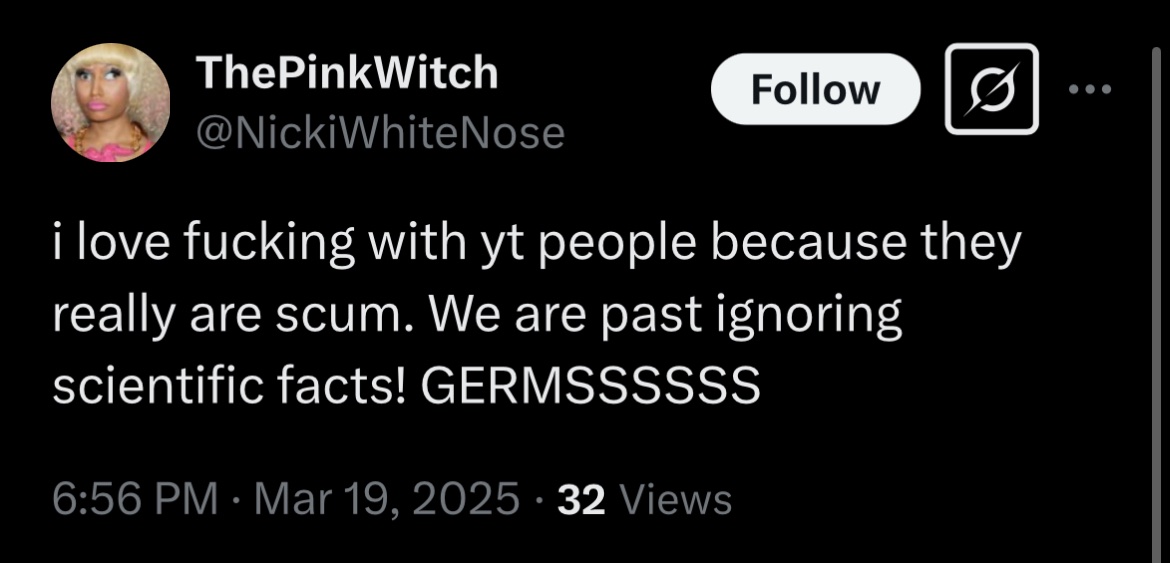 ThePinkWitch
Follow
@NickiWhiteNose
i love fucking with yt people because they
really are scum. We are past ignoring
scientific facts! GERMSSSSSS
6:56 PM · Mar 19, 2025 · 32 Views